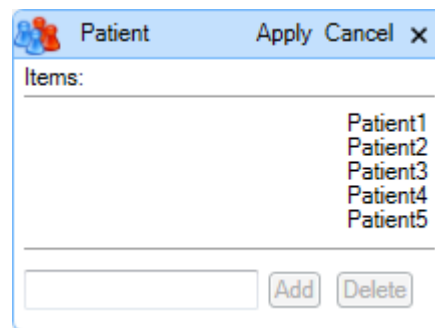 Patient Apply Cancel ×
Items:
Patient1
Patient2
Patient3
Patient4
Patient5
Add Delete